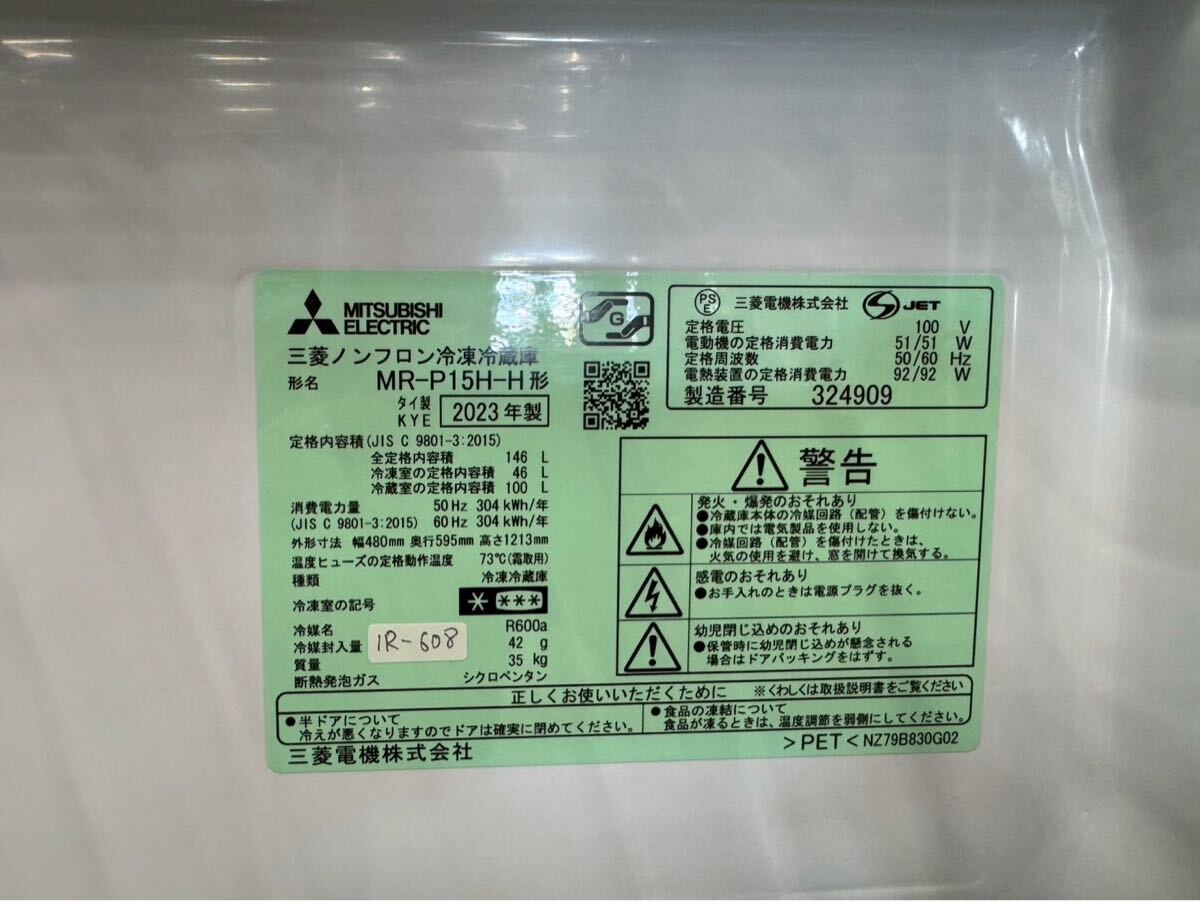 MITSUBISHI
ELECTRIC
三菱ノンフロン冷凍冷蔵庫
形名 MR-P15H-H形
タイ製
KYE
2023年製
G
定格内容積(JIS C 9801-3:2015)
全定格内容積 146 L
冷凍室の定格内容積 46 L
冷蔵室の定格内容積 100 L
消費電力量 50Hz 304kWh/年
(JIS C 9801-3:2015) 60Hz 304kWh/年
外形寸法 幅480mm 奥行595mm 高さ1213mm
温度ヒューズの定格動作温度 73℃(霜取用)
種類 冷凍冷蔵庫
冷凍室の記号 * ***
冷媒名 R600a
冷媒封入量 42 g
質量 35 kg
断熱発泡ガス シクロペンタン
1R-608
PSE 三菱電機株式会社 JET
定格電圧 100 V
電動機の定格消費電力 51/51 W
定格周波数 50/60 Hz
電熱装置の定格消費電力 92/92 W
製造番号 324909
警告
発火・爆発のおそれあり
●冷蔵庫本体の冷媒回路(配管)を傷付けない。
●庫内では電気製品を使用しない。
●冷媒回路(配管)を傷付けたときは、
火気の使用を避け、窓を開けて換気する。
感電のおそれあり
●お手入れのときは電源プラグを抜く。
幼児閉じ込めのおそれあり
●保管時に幼児閉じ込めが懸念される
場合はドアパッキングをはずす。
正しくお使いいただくために ※くわしくは取扱説明書をご覧ください
●半ドアについて
冷えが悪くなりますのでドアは確実に閉めてください。
●食品の凍結について
食品が凍るときは、温度調節を弱側にしてください。
三菱電機株式会社
>PET< NZ79B830G02